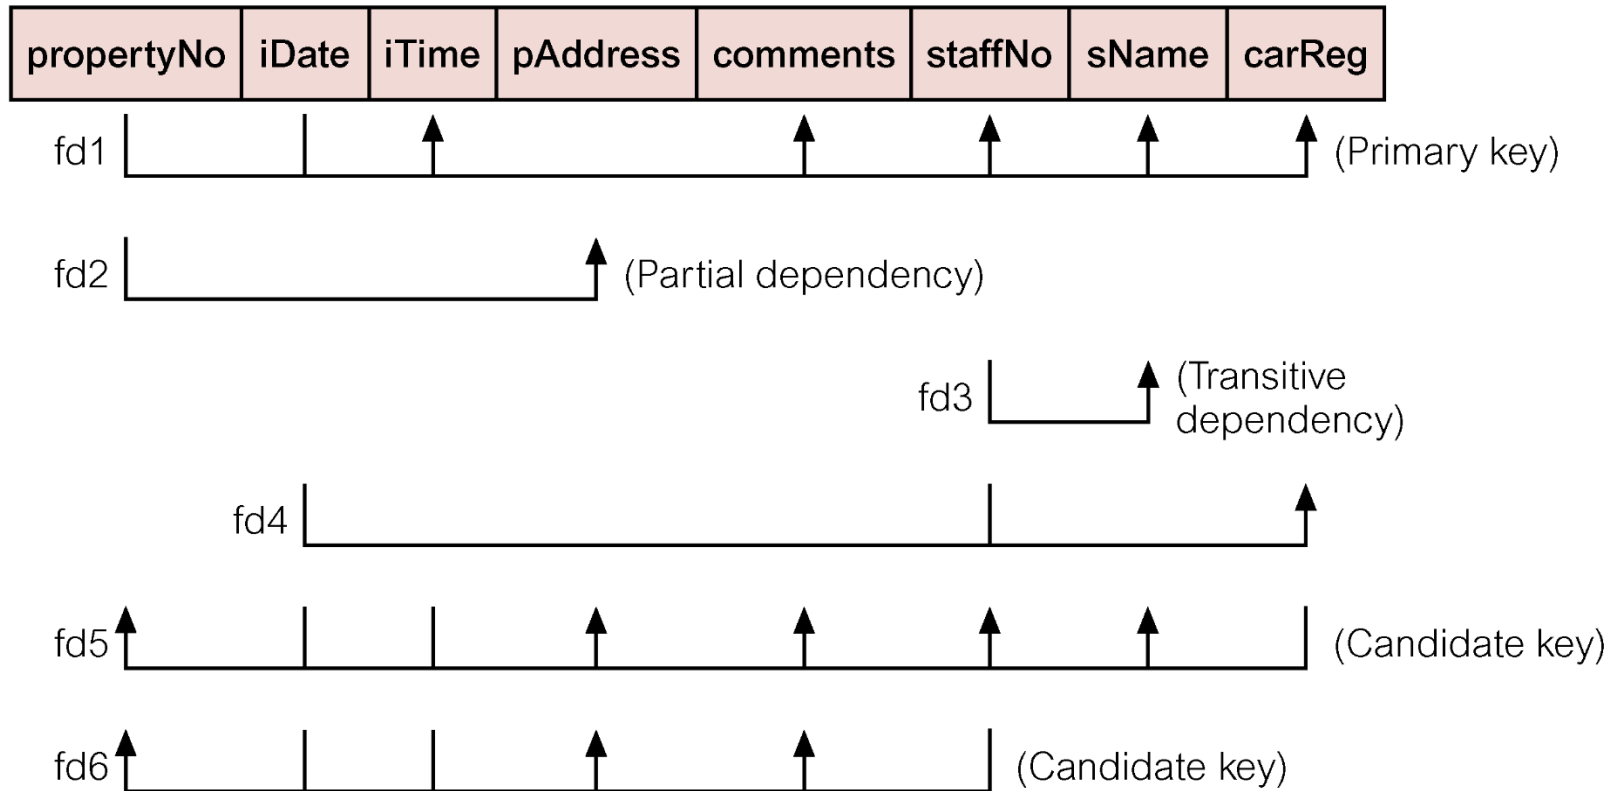 propertyNo iDate iTime pAddress comments staffNo sName carReg
fd1 (Primary key)
fd2 (Partial dependency)
fd3 (Transitive
dependency)
fd4
fd5 (Candidate key)
fd6 (Candidate key)